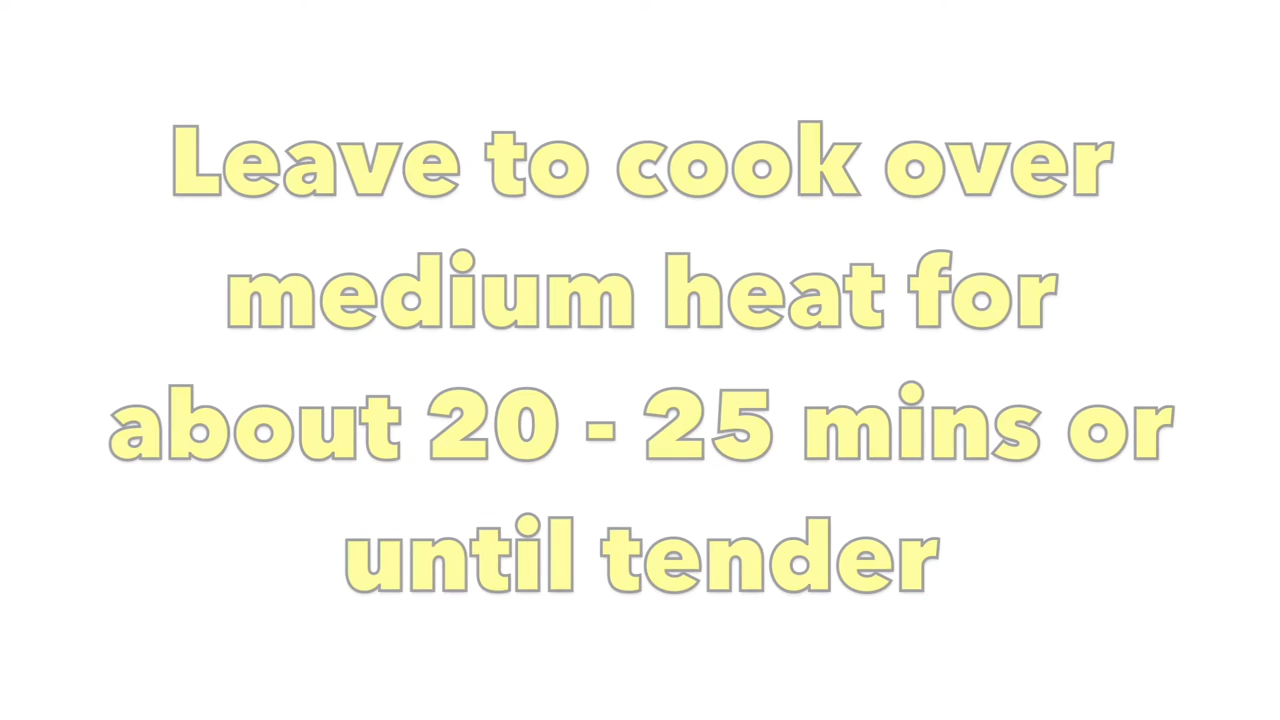 Leave to cook over
medium heat for
about 20 - 25 mins or
until tender